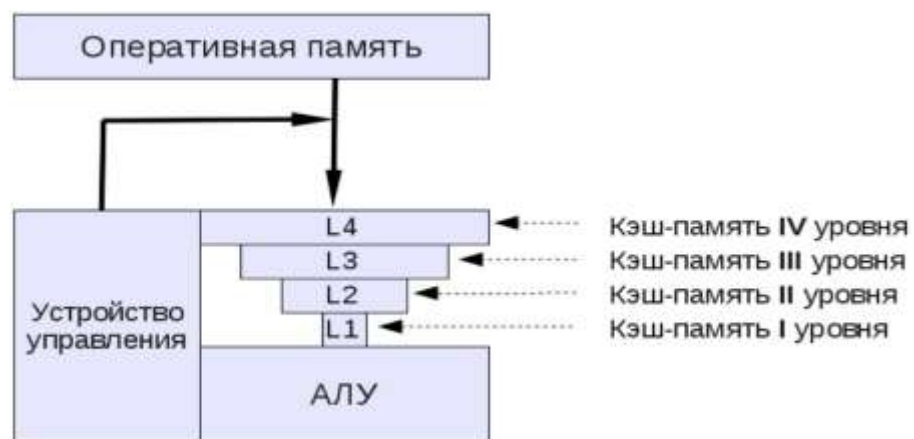 Оперативная память
L4
Кэш-память IV уровня
L3
Кэш-память III уровня
L2
Кэш-память II уровня
L1
Кэш-память I уровня
Устройство
управления
АЛУ